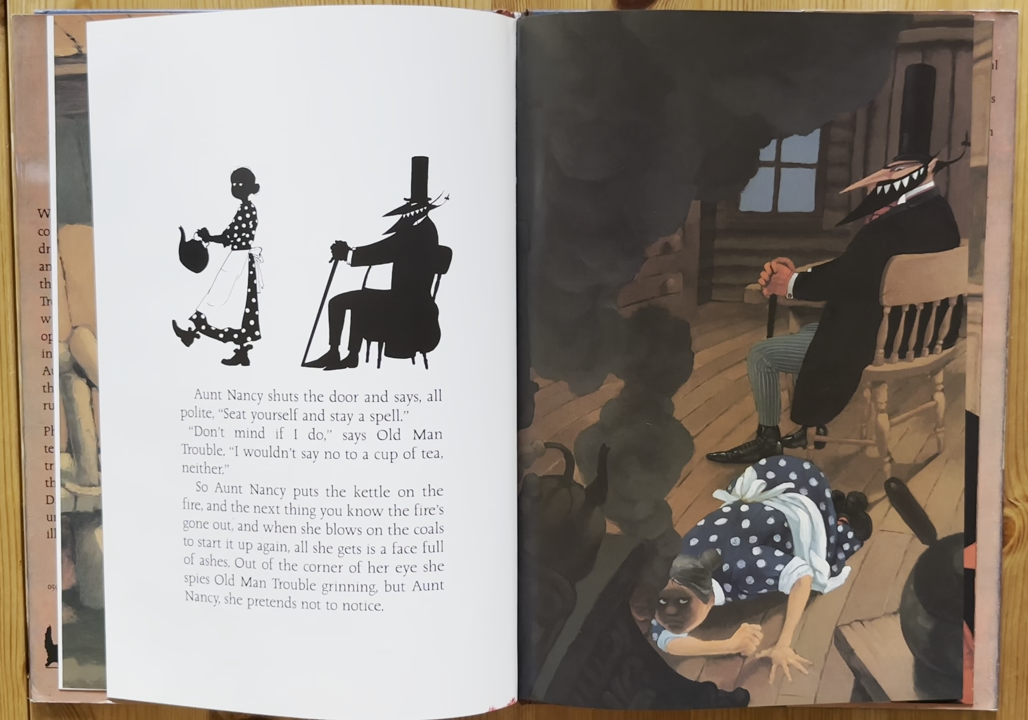 Aunt Nancy shuts the door and says, all
polite, “Seat yourself and stay a spell.”
“Don’t mind if I do,” says Old Man
Trouble. “I wouldn’t say no to a cup of tea,
neither.”
So Aunt Nancy puts the kettle on the
fire, and the next thing you know the fire’s
gone out, and when she blows on the coals
to start it up again, all she gets is a face full
of ashes. Out of the corner of her eye she
spies Old Man Trouble grinning, but Aunt
Nancy, she pretends not to notice.